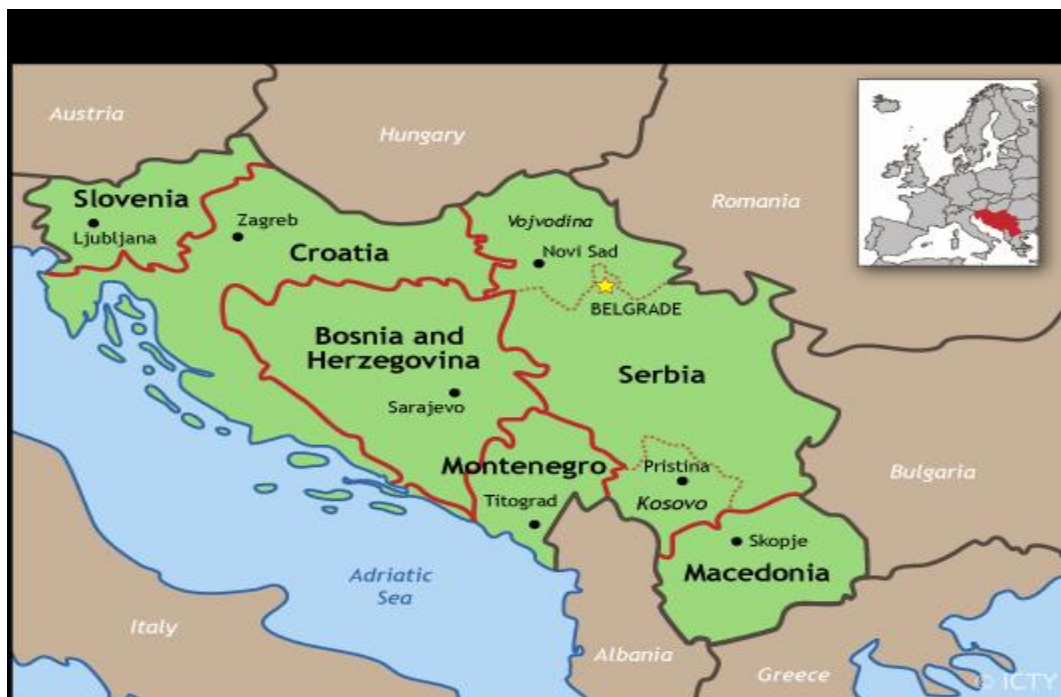 Austria
Hungary
Romania
Slovenia
Ljubljana
Zagreb
Croatia
Vojvodina
Novi Sad
BELGRADE
Bosnia and
Herzegovina
Sarajevo
Serbia
Montenegro
Titograd
Pristina
Kosovo
Bulgaria
Skopje
Macedonia
Adriatic
Sea
Italy
Albania
Greece
© ICTY